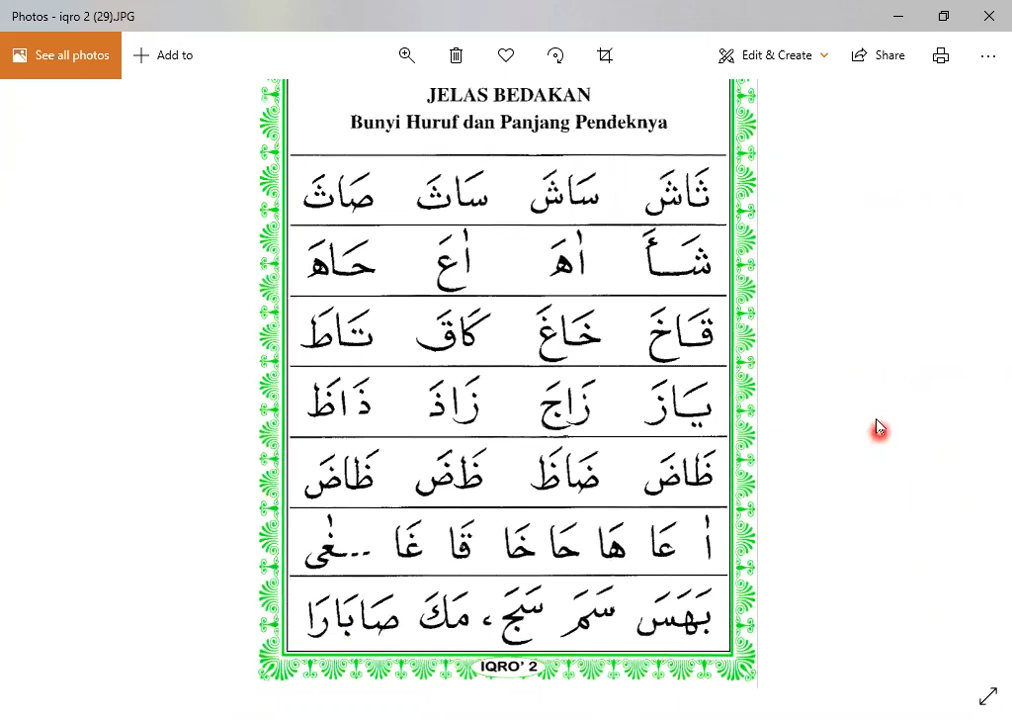 Photos - iqro 2 (29).JPG
See all photos
Add to
Edit & Create
Share
JELAS BEDAKAN
Bunyi Huruf dan Panjang Pendeknya
ثَاشَ سَاشَ سَاثَ صَاثَ
شَــأَ اٰهَ اٰعَ حَاهَ
قَاخَ خَاغَ كَاقَ تَاطَ
يَازَ زَاجَ زَاذَ ذَاظَ
ظَاضَ ضَاظَ ظَضَ ظَاضَ
اٰ عَا هَا حَا خَا قَا غَا ...غٰى
بَهَسَ سَمَ سَجَ، مَكَ صَابَارَا
IQRO' 2